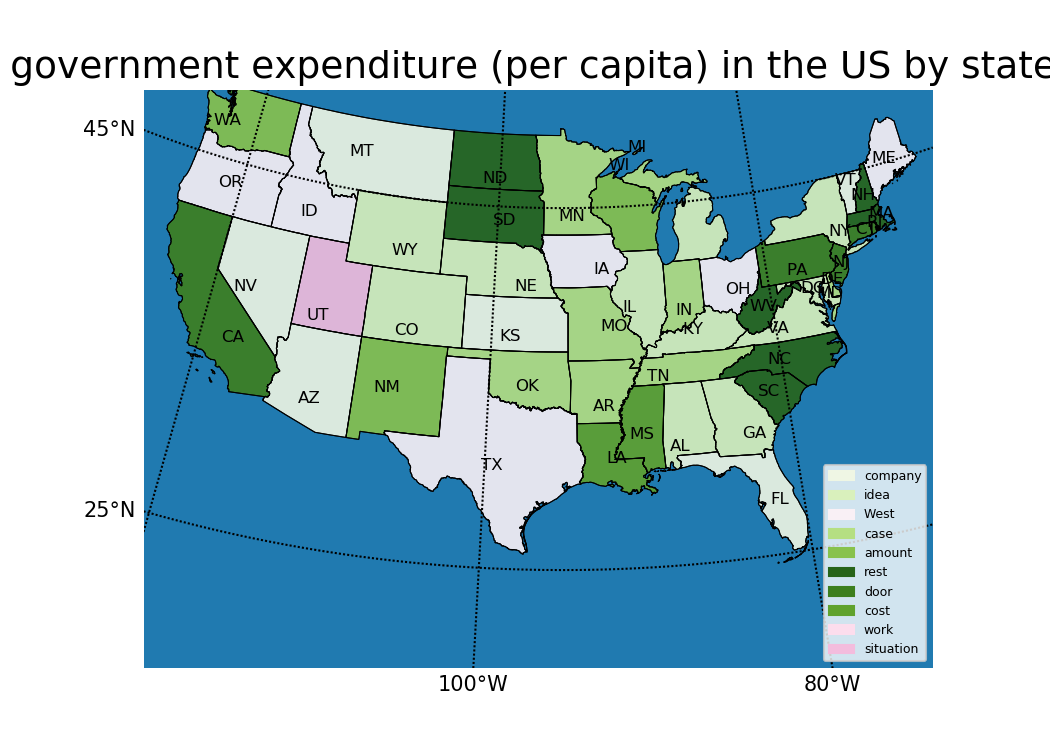 government expenditure (per capita) in the US by state
45°N
25°N
100°W
80°W
WA
MT
ND
MI
WI
ME
VT
NH
OR
ID
SD
MN
MA
NY
CT
WY
NV
NE
IA
PA
NJ
OH
UT
CO
KS
MO
IL
IN
WV
KY
VA
CA
AZ
NM
OK
TN
NC
AR
SC
MS
AL
GA
LA
TX
FL
DC
MD
company
idea
West
case
amount
rest
door
cost
work
situation